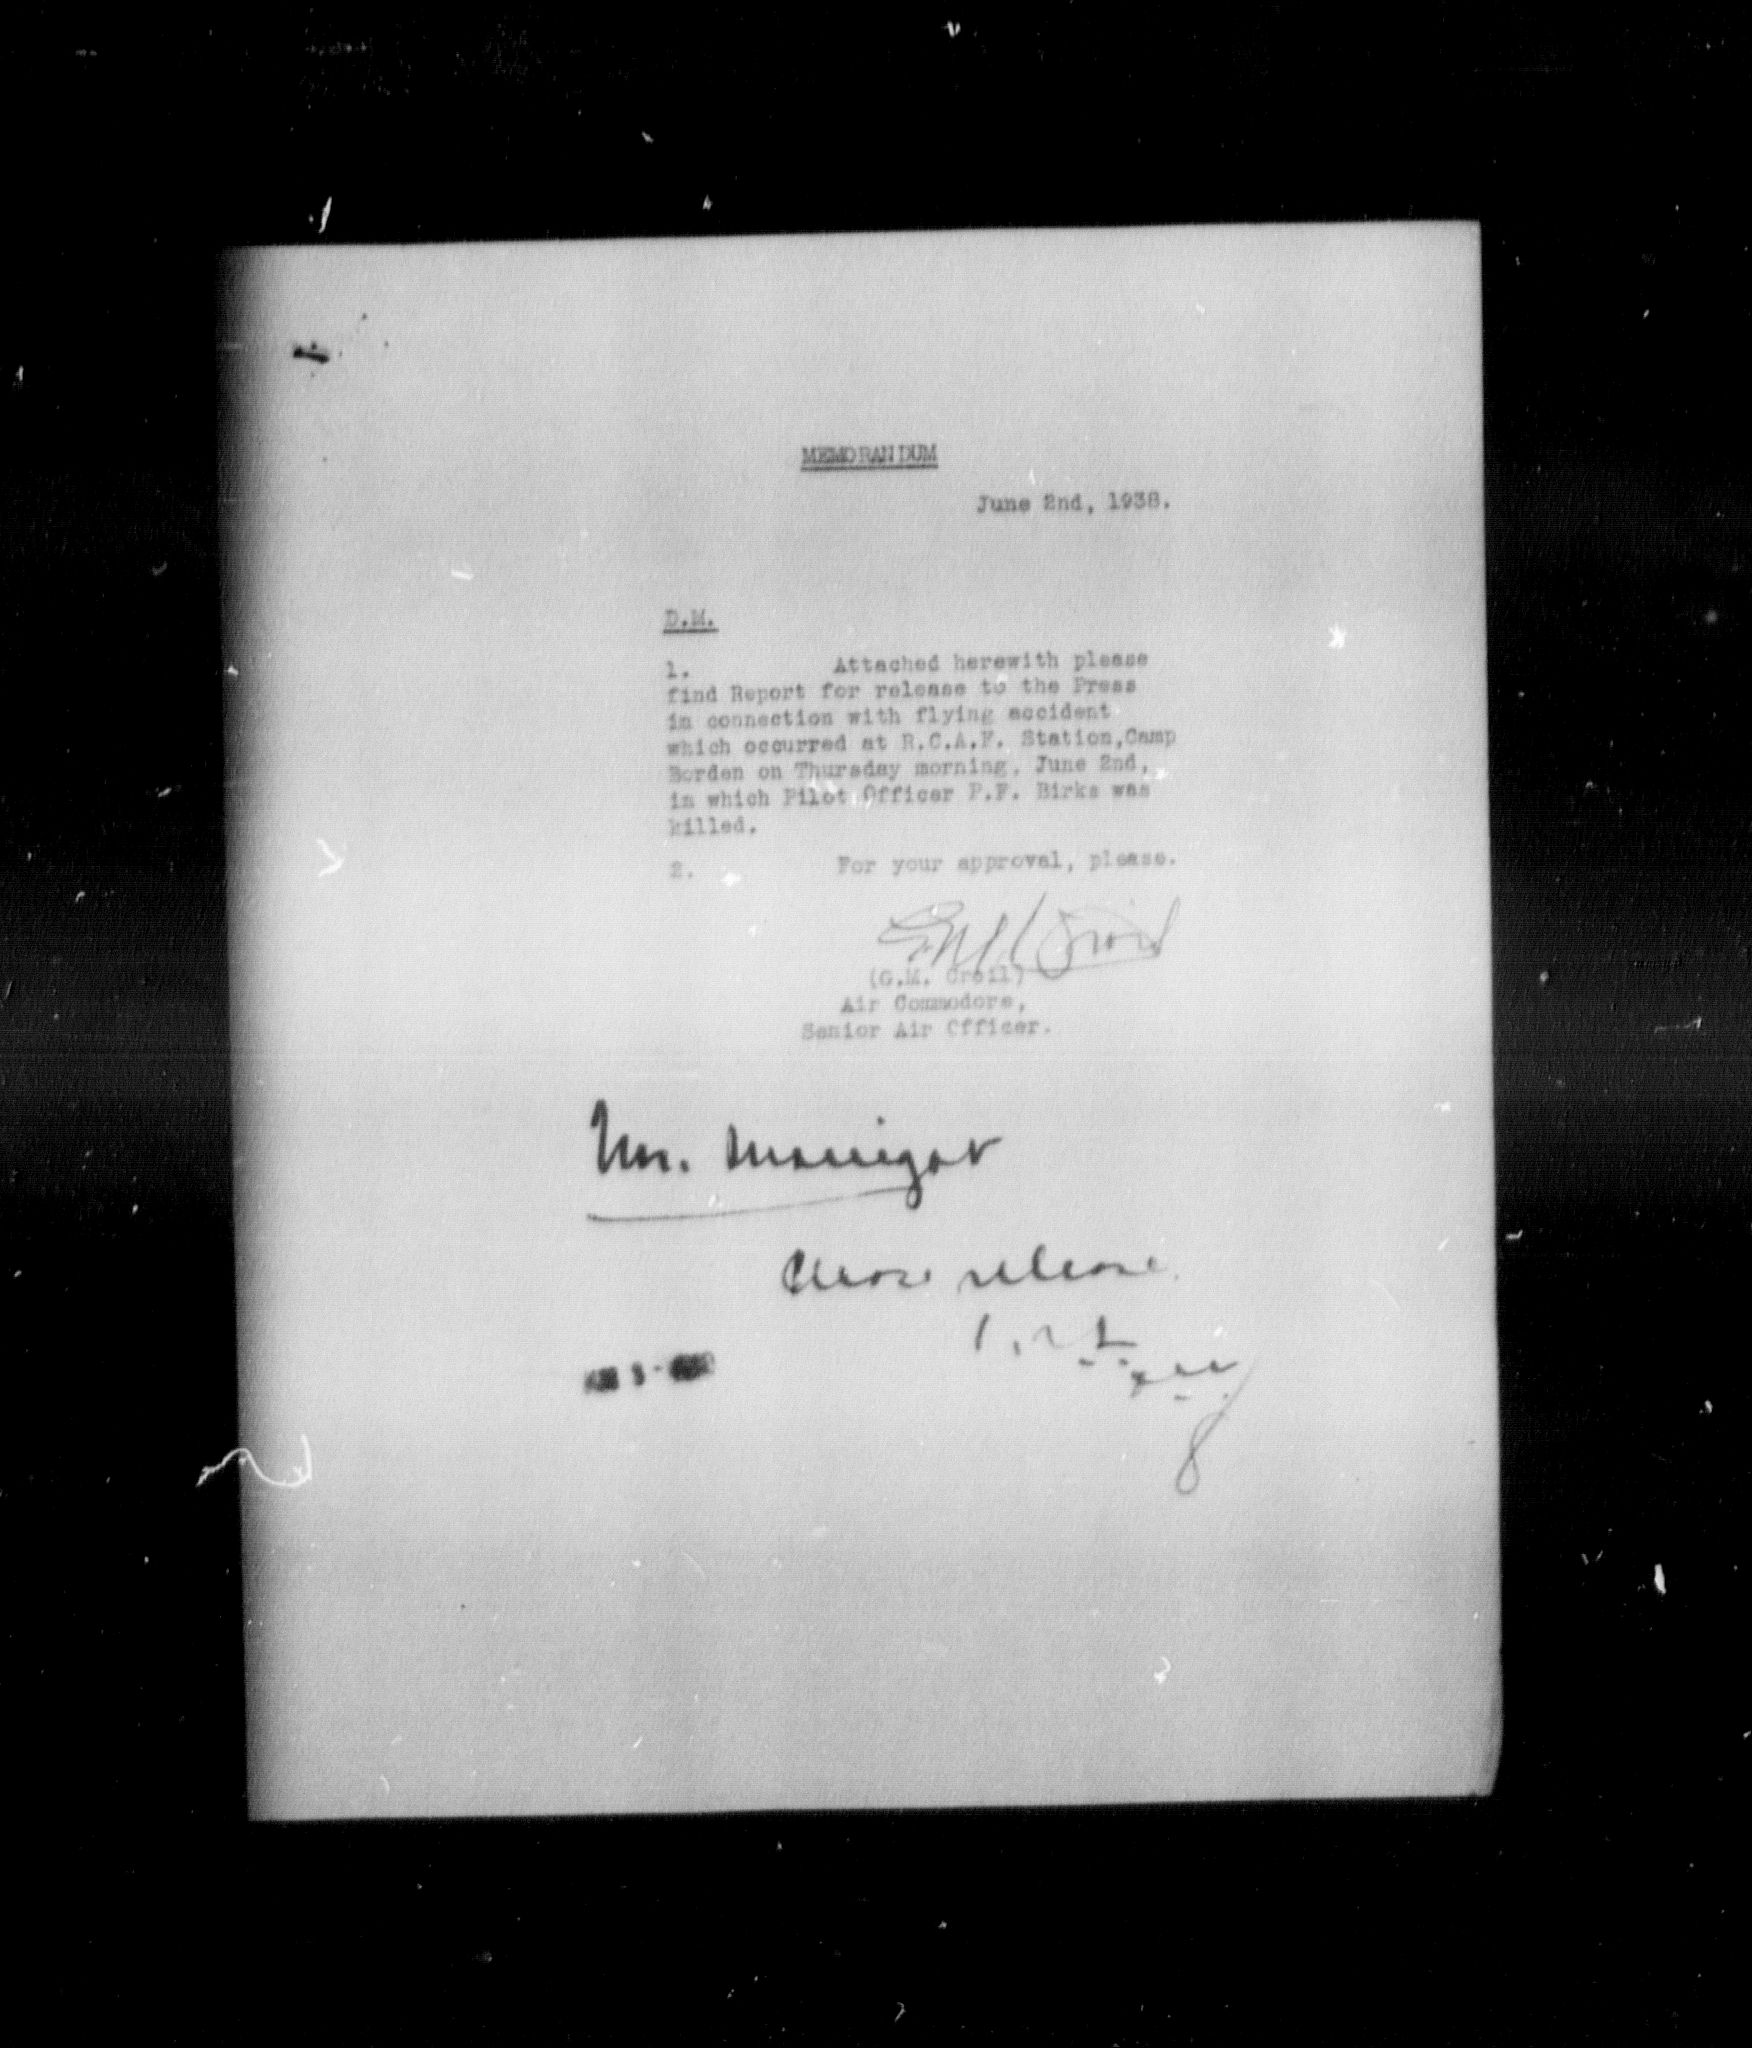 MEMORANDUM
June 2nd, 1938.
D.M.
1. Attached herewith please
find Report for release to the Press
in connection with flying accident
which occurred at R.C.A.F. Station,Camp
Borden on Thursday morning, June 2nd,
in which Pilot Officer P.F. Birks was
killed.
2. For your approval, please.
(G.M. Croil)
Air Commodore,
Senior Air Officer.
Mr.
Please release